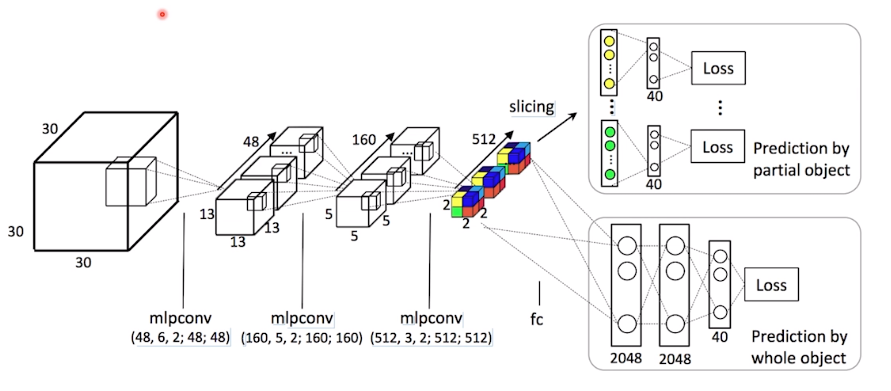 30
30
30
48
13
13
13
160
5
5
5
512
2
2
2
slicing
mlpconv
(48, 6, 2; 48; 48)
mlpconv
(160, 5, 2; 160; 160)
mlpconv
(512, 3, 2; 512; 512)
fc
40
Loss
40
Loss
Prediction by
partial object
2048
2048
40
Loss
Prediction by
whole object